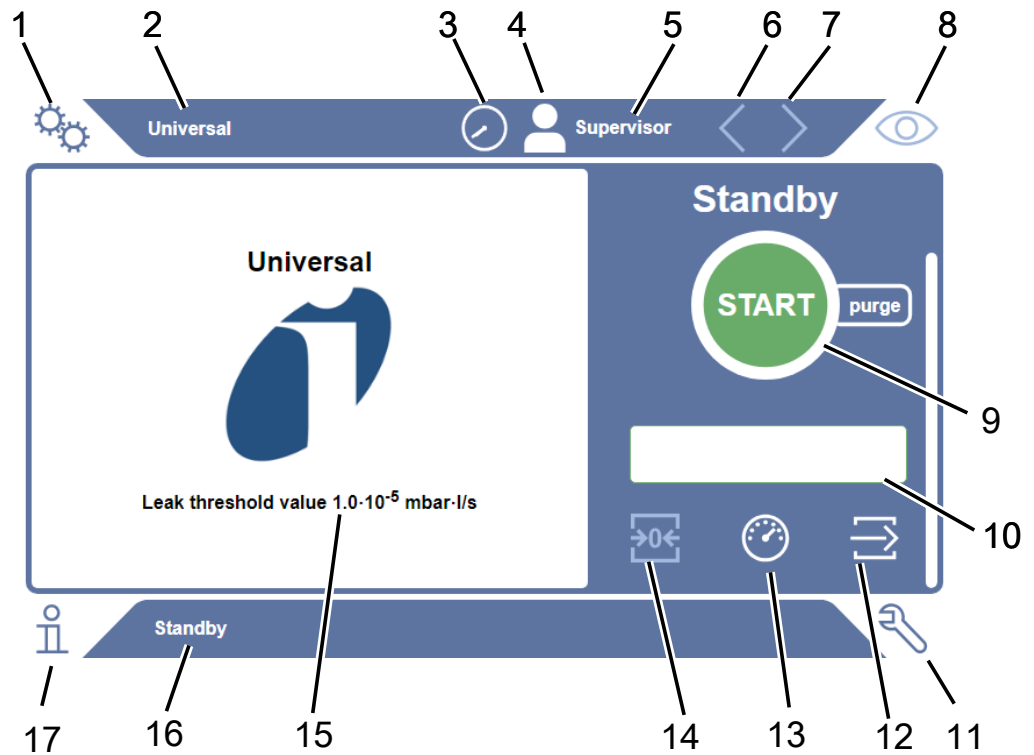 1 2 3 4 5 6 7 8
Universal Supervisor
Standby
Universal
START purge
9
Leak threshold value 1.0·10⁻⁵ mbar·l/s
10
→0←
Standby
17 16 15 14 13 12 11